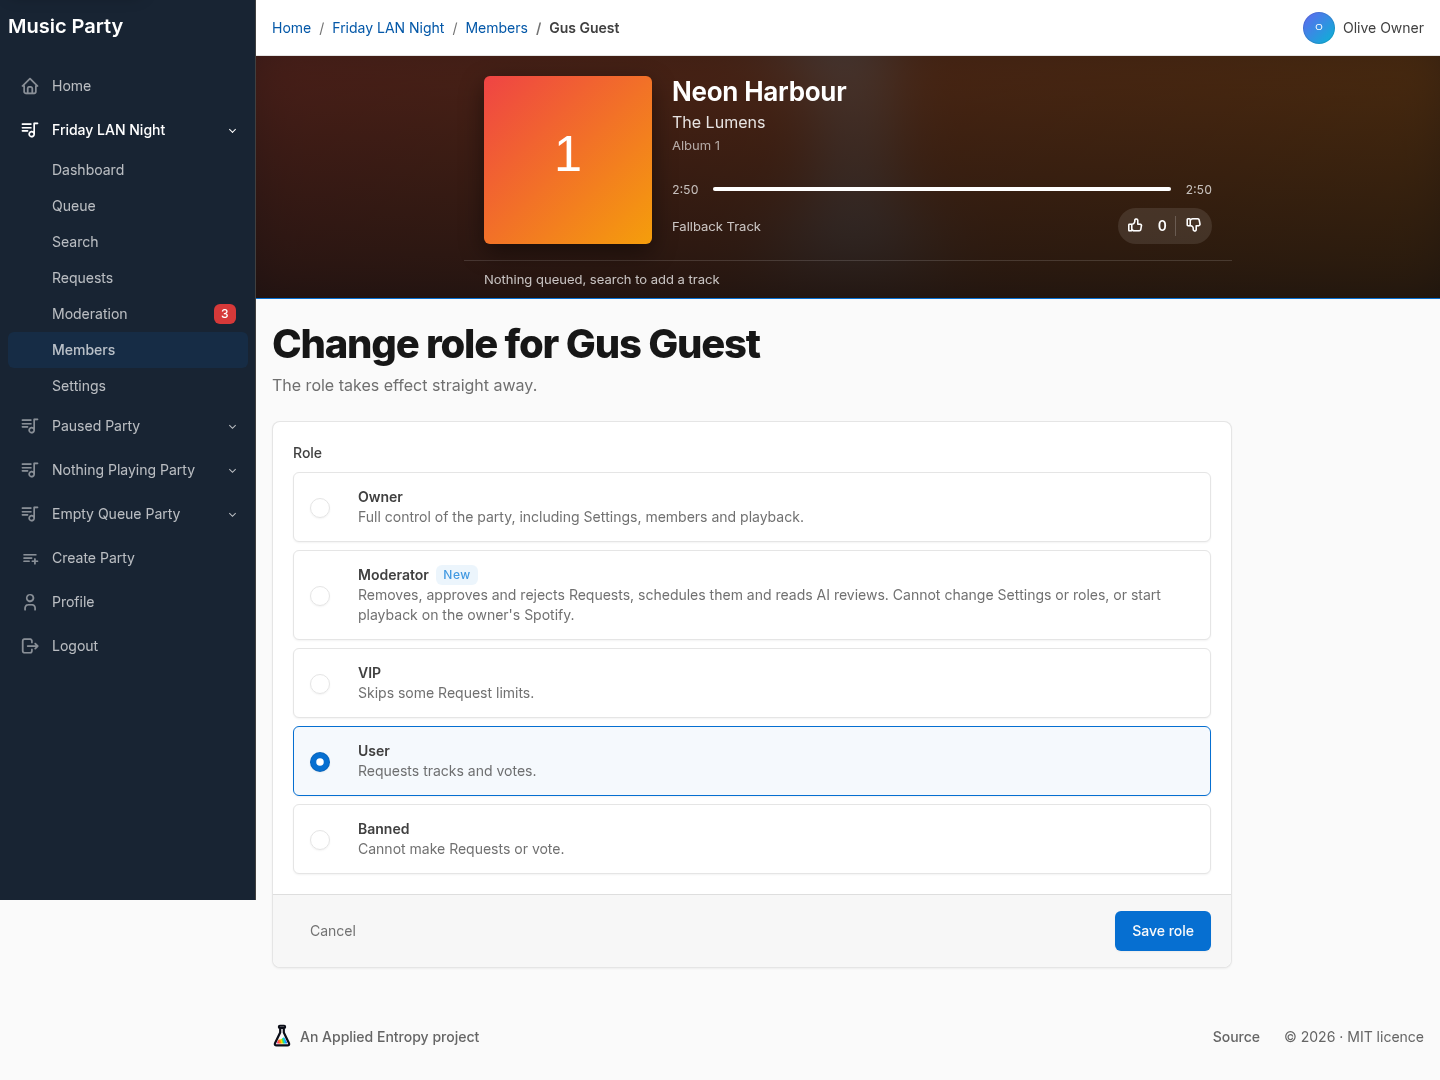 Music Party
Home
Friday LAN Night
Dashboard
Queue
Search
Requests
Moderation 3
Members
Settings
Paused Party
Nothing Playing Party
Empty Queue Party
Create Party
Profile
Logout
Home / Friday LAN Night / Members / Gus Guest
O Olive Owner
1
Neon Harbour
The Lumens
Album 1
2:50 2:50
Fallback Track
0
Nothing queued, search to add a track
Change role for Gus Guest
The role takes effect straight away.
Role
Owner
Full control of the party, including Settings, members and playback.
Moderator New
Removes, approves and rejects Requests, schedules them and reads AI reviews. Cannot change Settings or roles, or start
playback on the owner's Spotify.
VIP
Skips some Request limits.
User
Requests tracks and votes.
Banned
Cannot make Requests or vote.
Cancel
Save role
An Applied Entropy project
Source
© 2026 · MIT licence